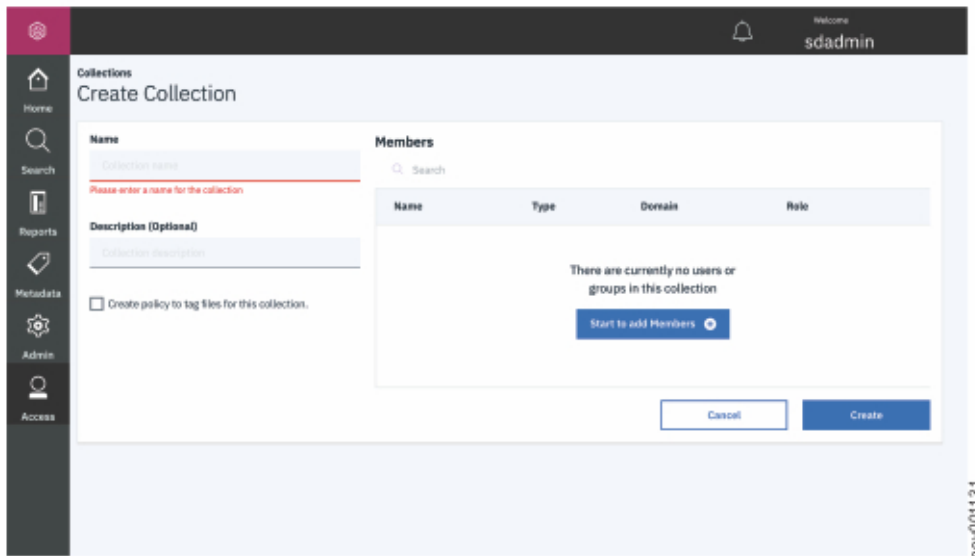 Welcome
sdadmin
Home
Search
Reports
Metadata
Admin
Access
Collections
Create Collection
Name
Collection name
Please enter a name for the collection
Description (Optional)
Collection description
Create policy to tag files for this collection.
Members
Search
Name Type Domain Role
There are currently no users or
groups in this collection
Start to add Members
Cancel Create